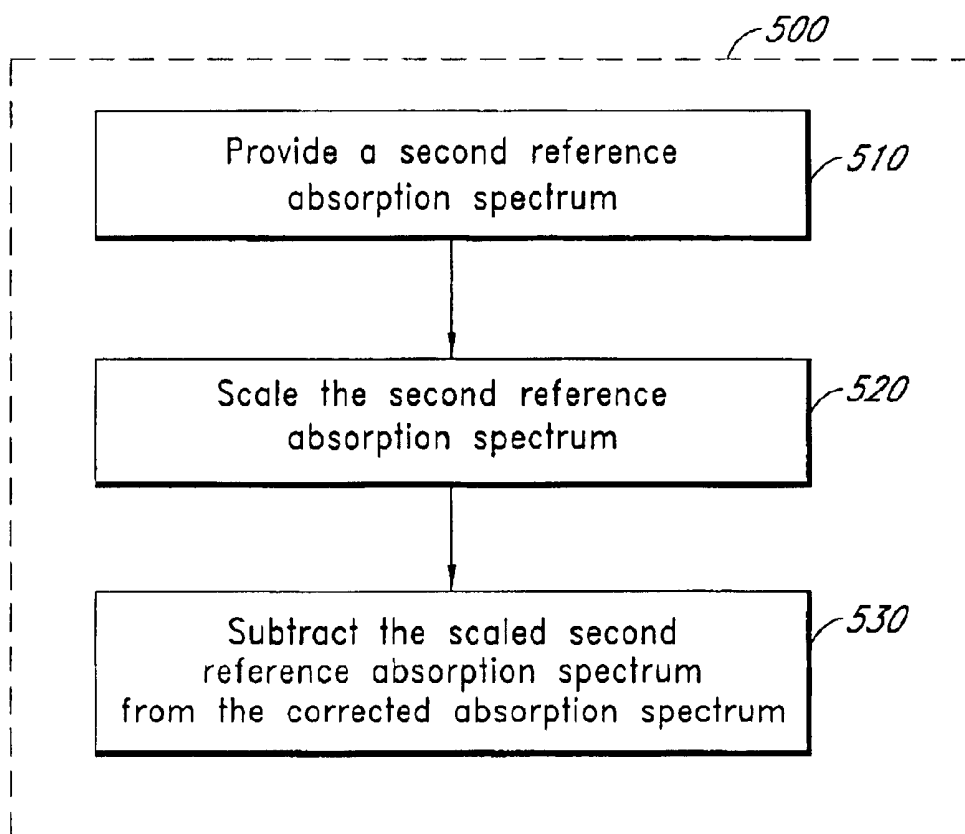 500
Provide a second reference
absorption spectrum
510
Scale the second reference
absorption spectrum
520
Subtract the scaled second
reference absorption spectrum
from the corrected absorption spectrum
530